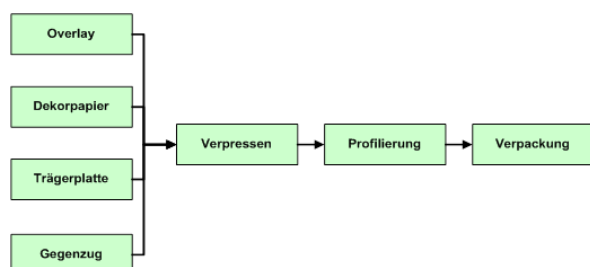 Overlay
Dekorpapier
Trägerplatte
Gegenzug
Verpressen
Profilierung
Verpackung